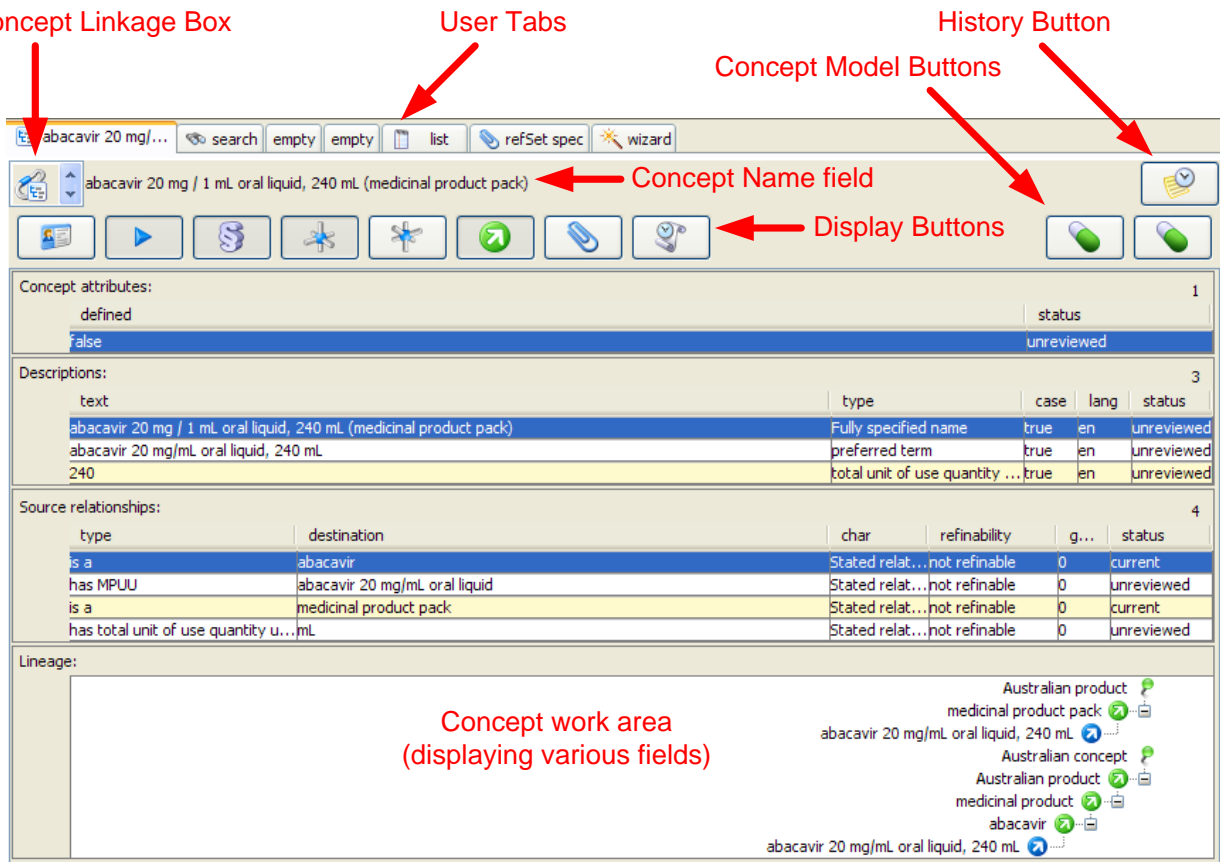 oncept Linkage Box
User Tabs
History Button
Concept Model Buttons
abacavir 20 mg/... search empty empty list refSet spec wizard
abacavir 20 mg / 1 mL oral liquid, 240 mL (medicinal product pack)
Concept Name field
Display Buttons
Concept attributes: 1
defined status
false unreviewed
Descriptions: 3
text type case lang status
abacavir 20 mg / 1 mL oral liquid, 240 mL (medicinal product pack) Fully specified name true en unreviewed
abacavir 20 mg/mL oral liquid, 240 mL preferred term true en unreviewed
240 total unit of use quantity ... true en unreviewed
Source relationships: 4
type destination char refinability g... status
is a abacavir Stated relat... not refinable 0 current
has MPUU abacavir 20 mg/mL oral liquid Stated relat... not refinable 0 unreviewed
is a medicinal product pack Stated relat... not refinable 0 current
has total unit of use quantity u... mL Stated relat... not refinable 0 unreviewed
Lineage:
Concept work area
(displaying various fields)
Australian product
medicinal product pack
abacavir 20 mg/mL oral liquid, 240 mL
Australian concept
Australian product
medicinal product
abacavir
abacavir 20 mg/mL oral liquid, 240 mL